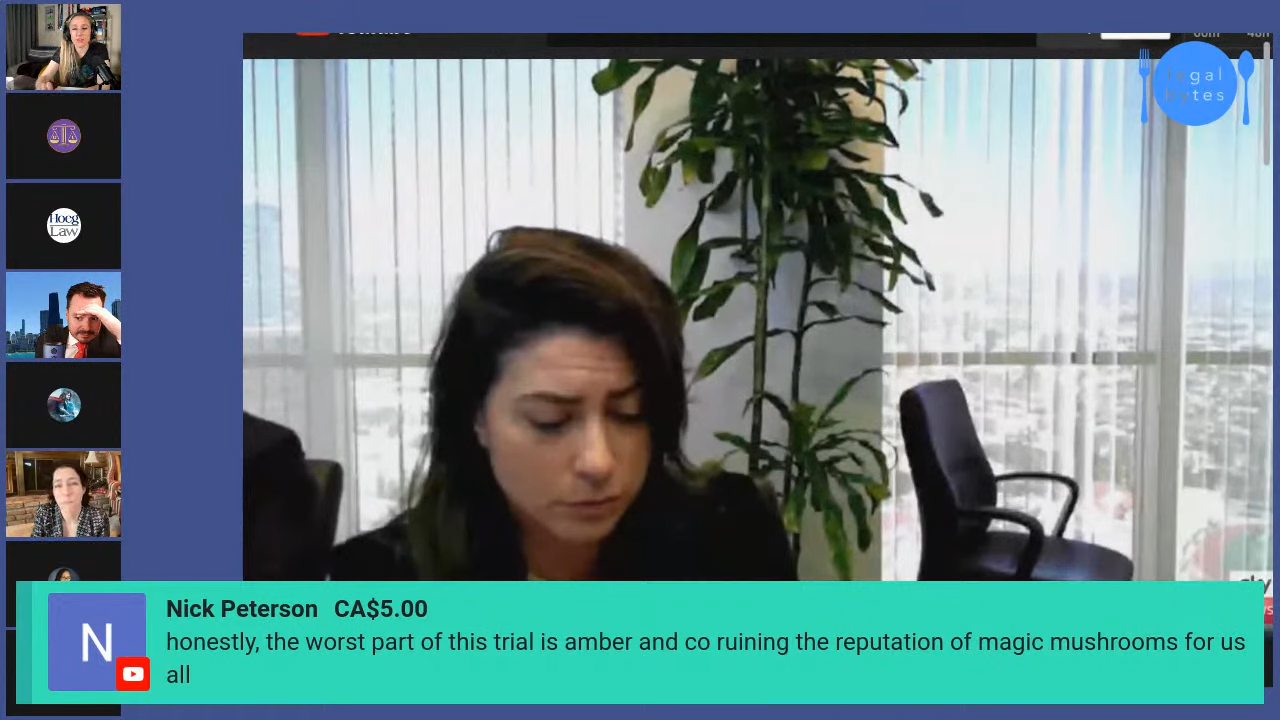 legal
bytes
Hoeg
Law
Nick Peterson CA$5.00
honestly, the worst part of this trial is amber and co ruining the reputation of magic mushrooms for us
all
N